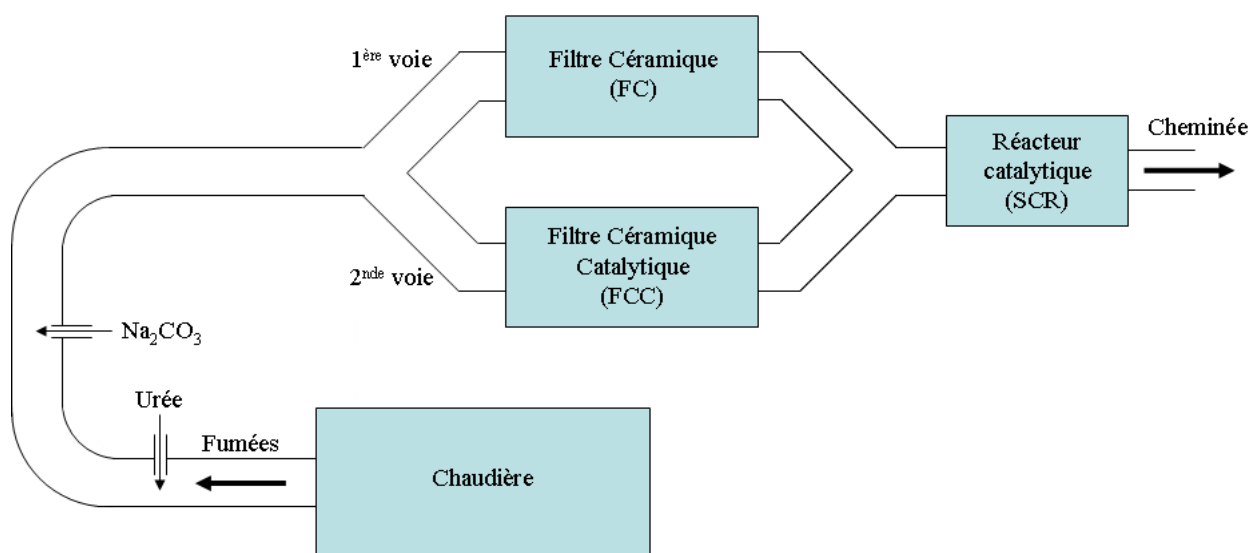 1ère voie
Filtre Céramique
(FC)
Cheminée
Réacteur
catalytique
(SCR)
Filtre Céramique
Catalytique
(FCC)
2nde voie
Na2CO3
Urée
Fumées
Chaudière